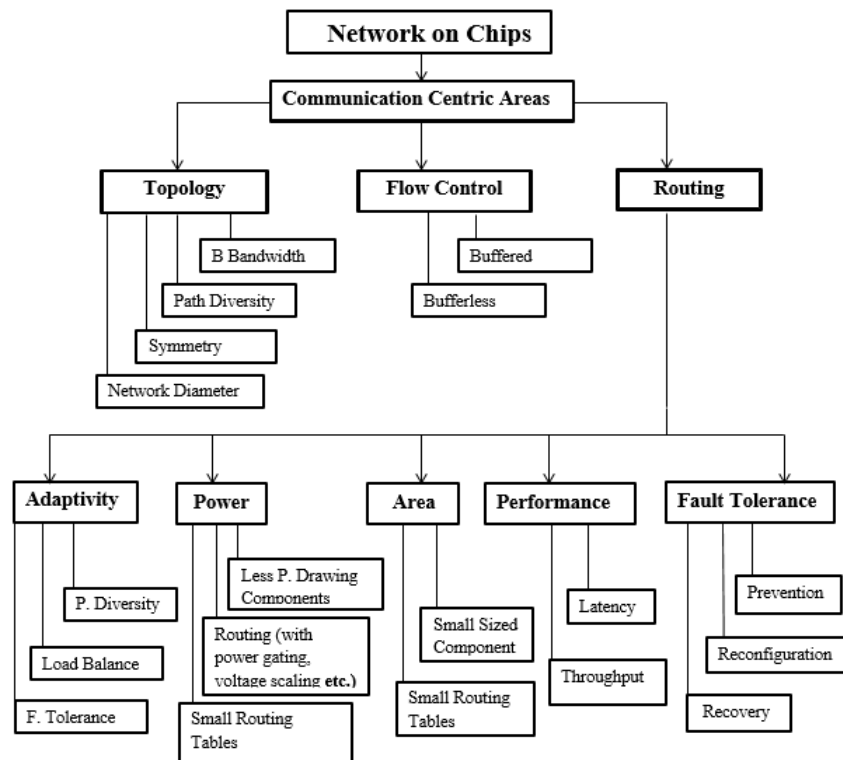 Network on Chips
Communication Centric Areas
Topology
Flow Control
Routing
B Bandwidth
Buffered
Path Diversity
Bufferless
Symmetry
Network Diameter
Adaptivity
Power
Area
Performance
Fault Tolerance
Less P. Drawing
Components
Prevention
P. Diversity
Latency
Small Sized
Component
Routing (with
power gating,
voltage scaling etc.)
Reconfiguration
Load Balance
Throughput
F. Tolerance
Small Routing
Tables
Small Routing
Tables
Recovery